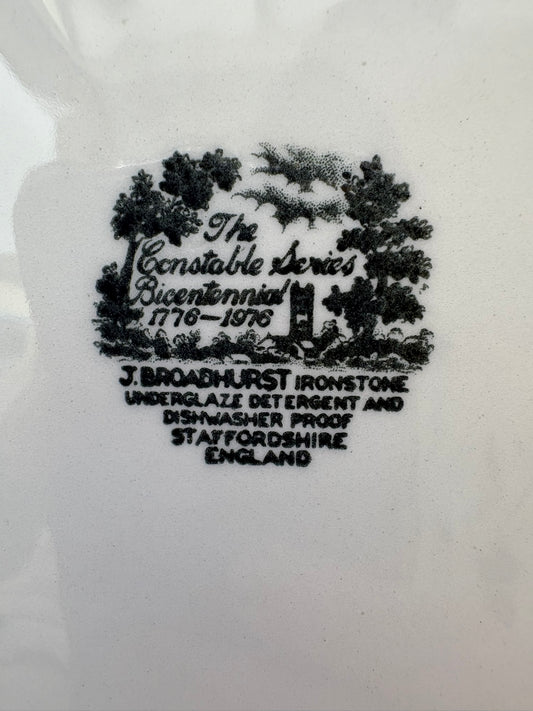 The
Constable Series
Bicentennial
1776-1976
J. BROADHURST IRONSTONE
UNDERGLAZE DETERGENT AND
DISHWASHER PROOF
STAFFORDSHIRE
ENGLAND